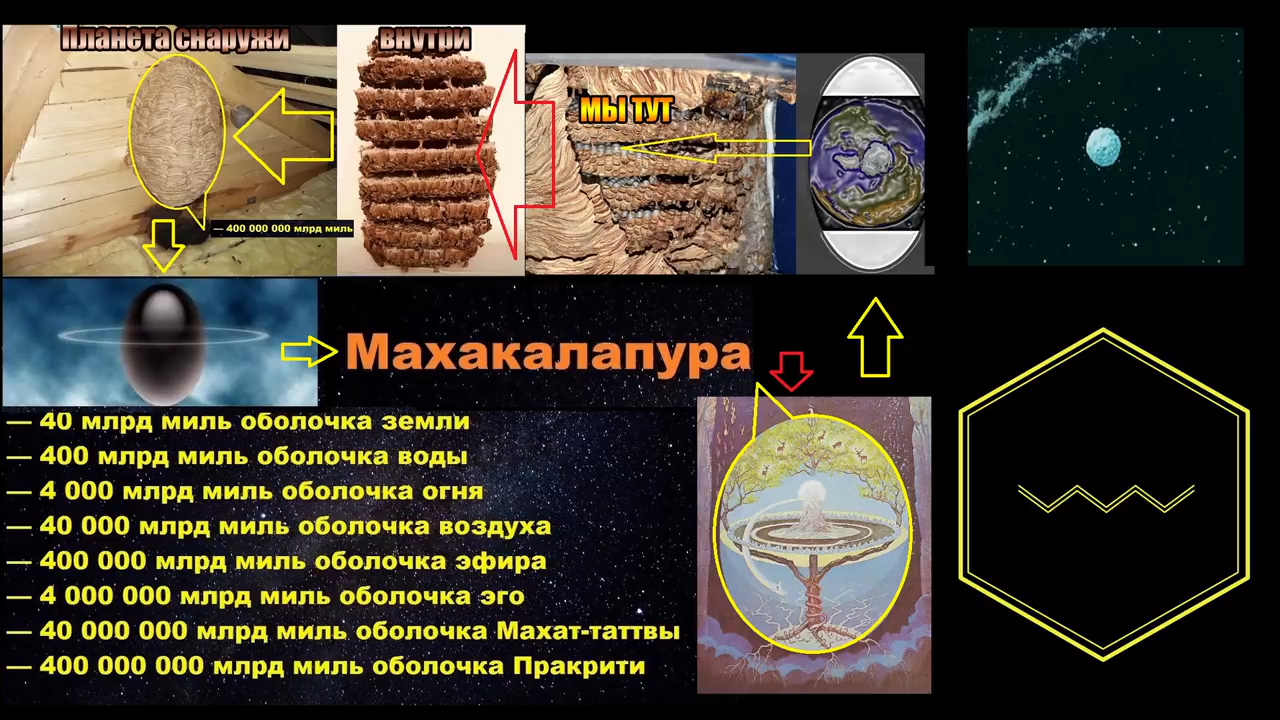 Планета снаружи
внутри
МЫ ТУТ
— 400 000 000 млрд миль
Махакалапура
— 40 млрд миль оболочка земли
— 400 млрд миль оболочка воды
— 4 000 млрд миль оболочка огня
— 40 000 млрд миль оболочка воздуха
— 400 000 млрд миль оболочка эфира
— 4 000 000 млрд миль оболочка эго
— 40 000 000 млрд миль оболочка Махат-таттвы
— 400 000 000 млрд миль оболочка Пракрити